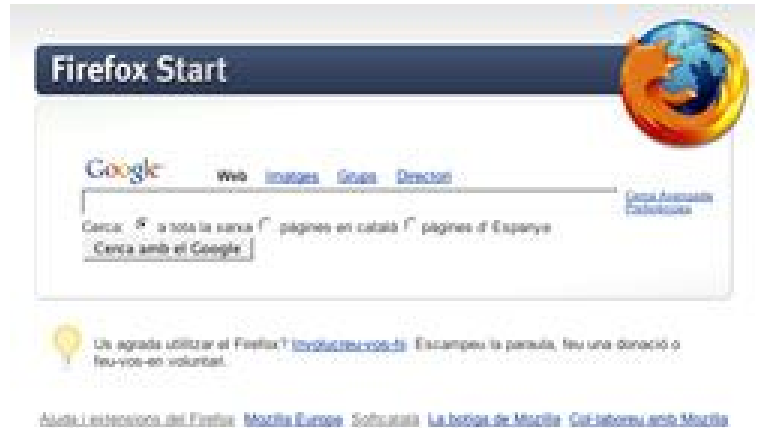 Firefox Start
Google Web Imatges Grups Directori
Cerca Avançada
Preferències
Cerca: a tota la xarxa pàgines en català pàgines d'Espanya
Cerca amb el Google
Us agrada utilitzar el Firefox? Involucreu-vos-hi. Escampeu la paraula, feu una donació o
feu-vos-en voluntari.
Ajuda i extensions del Firefox Mozilla Europe Softcatalà La botiga de Mozilla Col·laboreu amb Mozilla